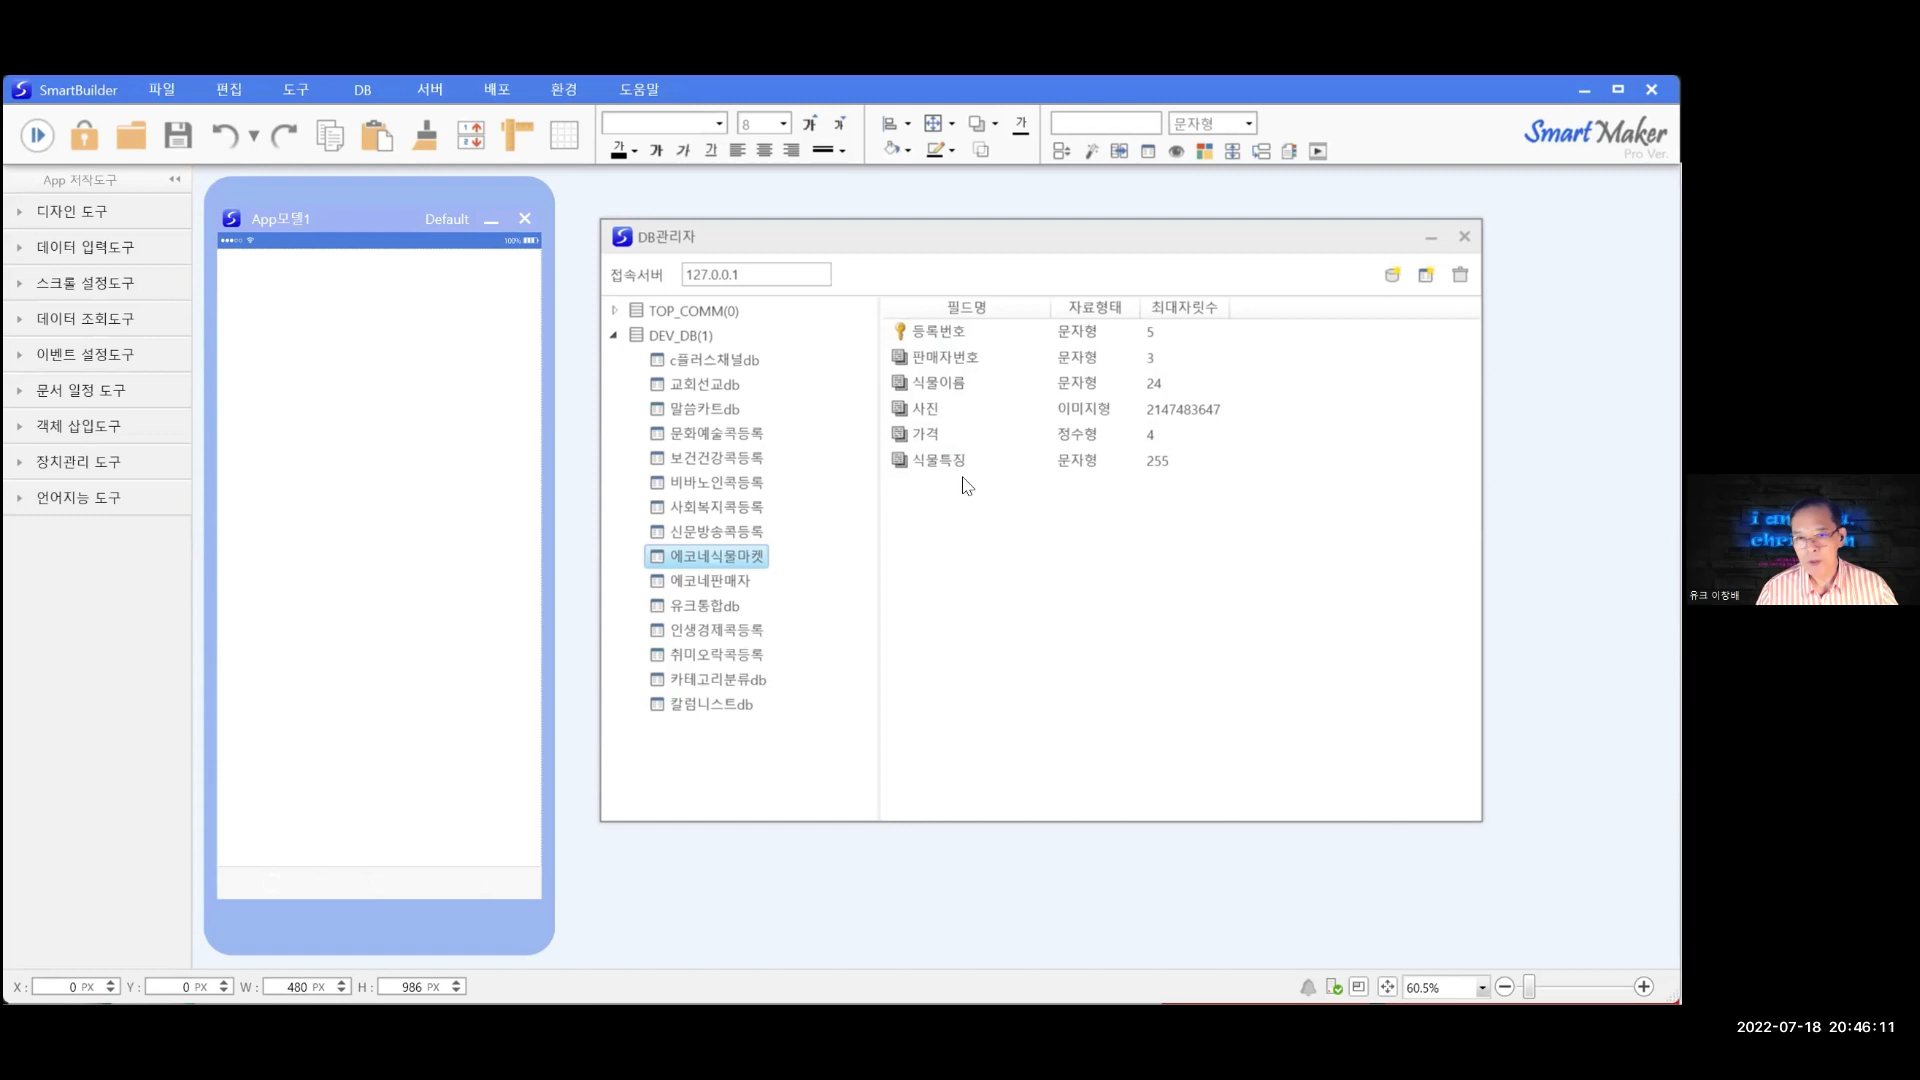 SmartBuilder 파일 편집 도구 DB 서버 배포 환경 도움말
8
가 가 가
문자형
가 가 가 가
SmartMaker
Pro Ver.
App 저작도구
디자인 도구
데이터 입력도구
스크롤 설정도구
데이터 조회도구
이벤트 설정도구
문서 일정 도구
객체 삽입도구
장치관리 도구
언어지능 도구
App모델1 Default
100%
DB관리자
접속서버 127.0.0.1
TOP_COMM(0)
DEV_DB(1)
c플러스채널db
교회선교db
말씀카트db
문화예술콕등록
보건건강콕등록
비바노인콕등록
사회복지콕등록
신문방송콕등록
에코네식물마켓
에코네판매자
유크통합db
인생경제콕등록
취미오락콕등록
카테고리분류db
칼럼니스트db
필드명 자료형태 최대자릿수
등록번호 문자형 5
판매자번호 문자형 3
식물이름 문자형 24
사진 이미지형 2147483647
가격 정수형 4
식물특징 문자형 255
유크 이창배
X : 0 PX Y : 0 PX W : 480 PX H : 986 PX
60.5%
2022-07-18 20:46:11